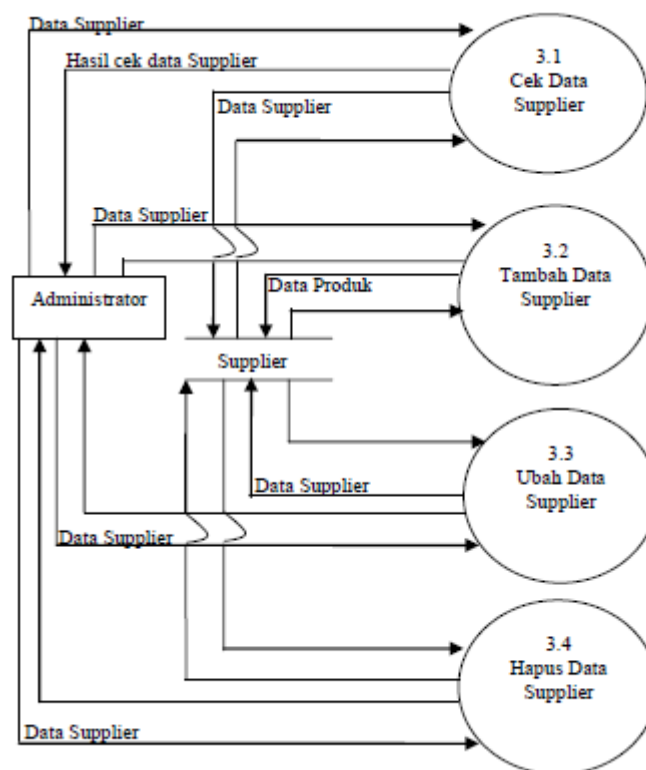 Data Supplier
Hasil cek data Supplier
Data Supplier
3.1
Cek Data
Supplier
Data Supplier
3.2
Tambah Data
Supplier
Administrator
Data Produk
Supplier
3.3
Ubah Data
Supplier
Data Supplier
Data Supplier
3.4
Hapus Data
Supplier
Data Supplier